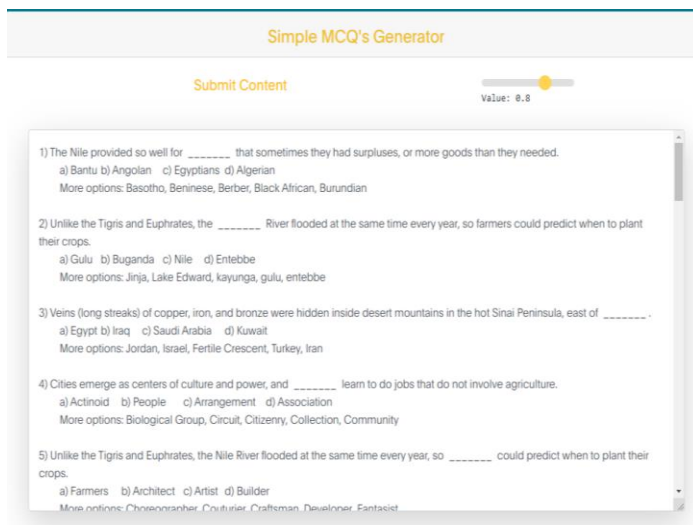 Simple MCQ's Generator
Submit Content
Value: 0.8
1) The Nile provided so well for _______ that sometimes they had surpluses, or more goods than they needed.
a) Bantu b) Angolan c) Egyptians d) Algerian
More options: Basotho, Beninese, Berber, Black African, Burundian
2) Unlike the Tigris and Euphrates, the _______ River flooded at the same time every year, so farmers could predict when to plant
their crops.
a) Gulu b) Buganda c) Nile d) Entebbe
More options: Jinja, Lake Edward, kayunga, gulu, entebbe
3) Veins (long streaks) of copper, iron, and bronze were hidden inside desert mountains in the hot Sinai Peninsula, east of _______ .
a) Egypt b) Iraq c) Saudi Arabia d) Kuwait
More options: Jordan, Israel, Fertile Crescent, Turkey, Iran
4) Cities emerge as centers of culture and power, and _______ learn to do jobs that do not involve agriculture.
a) Actinoid b) People c) Arrangement d) Association
More options: Biological Group, Circuit, Citizenry, Collection, Community
5) Unlike the Tigris and Euphrates, the Nile River flooded at the same time every year, so _______ could predict when to plant their
crops.
a) Farmers b) Architect c) Artist d) Builder
More options: Choreographer, Couturier, Craftsman, Developer, Fantasist